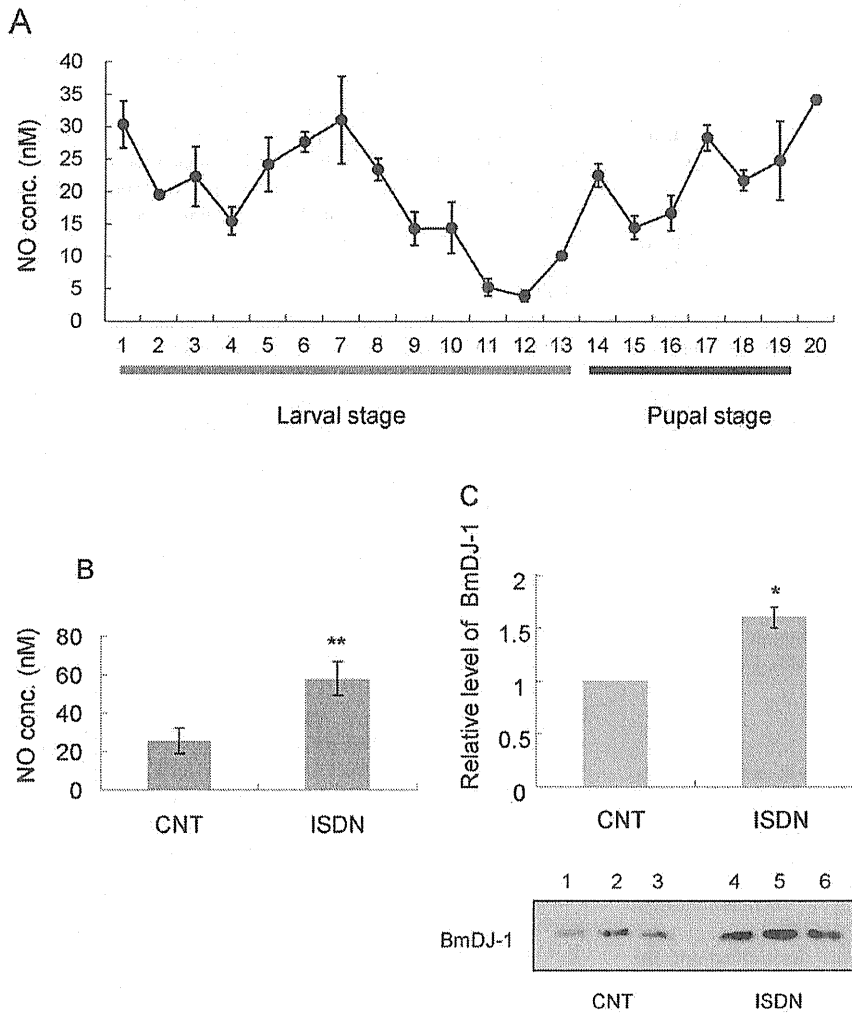 A
NO conc. (nM)
40
35
30
25
20
15
10
5
0
1 2 3 4 5 6 7 8 9 10 11 12 13 14 15 16 17 18 19 20
Larval stage
Pupal stage
B
NO conc. (nM)
80
60
40
20
0
**
CNT
ISDN
C
Relative level of BmDJ-1
2
1.5
1
0.5
0
*
CNT
ISDN
1 2 3 4 5 6
BmDJ-1
CNT
ISDN